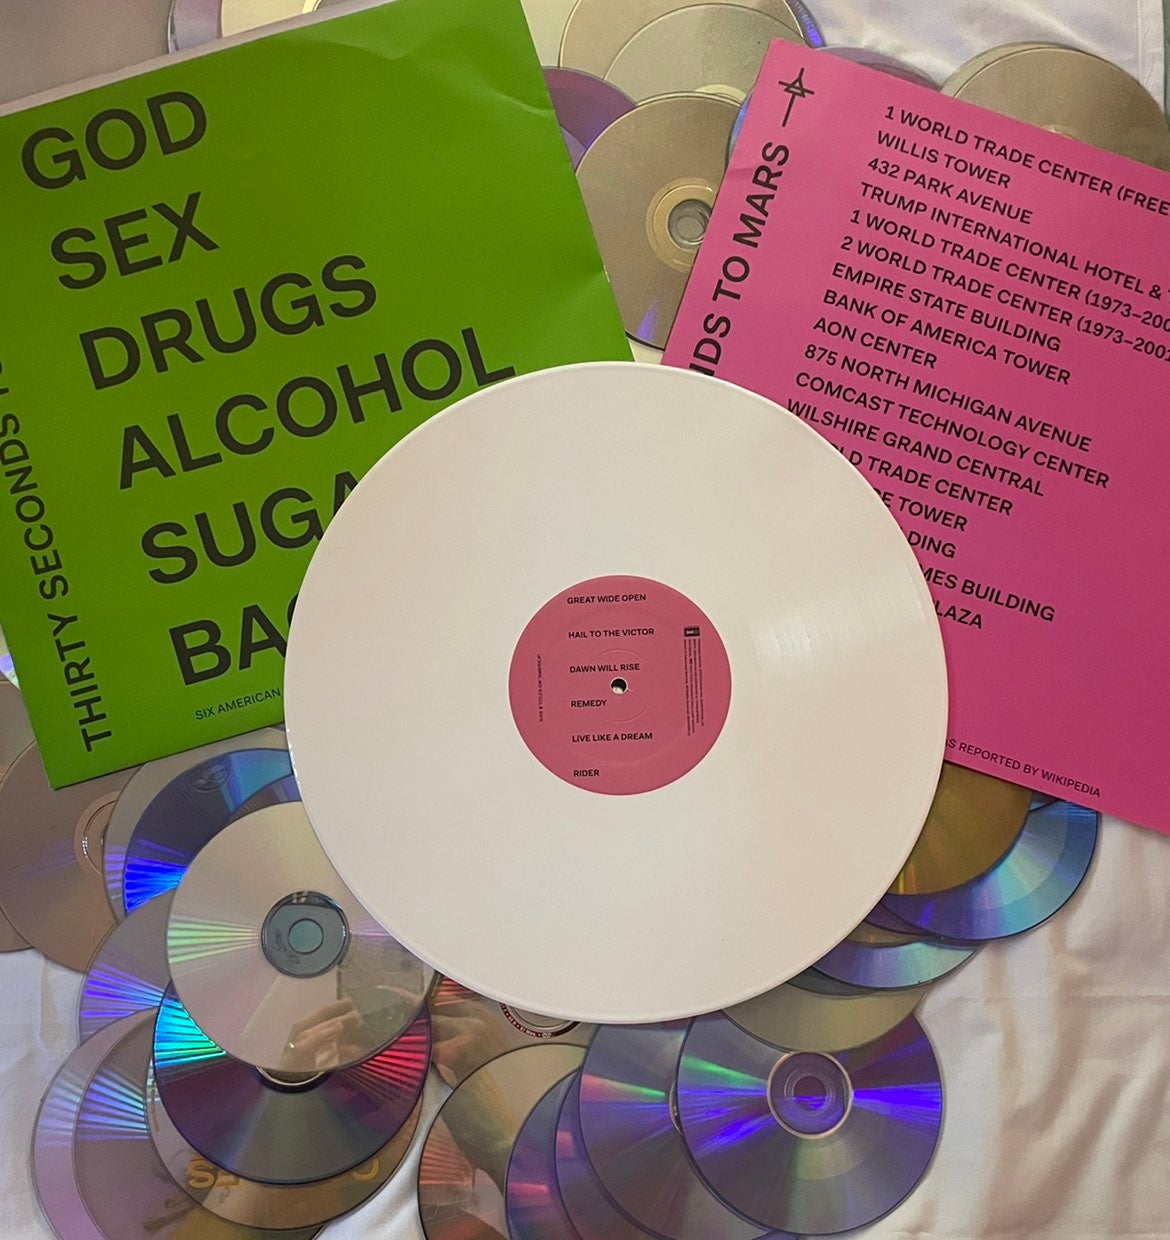 GOD
SEX
DRUGS
ALCOHOL
SUGA
BAC
SIX AMERICAN
THIRTY SECONDS
NDS TO MARS
1 WORLD TRADE CENTER (FREE
WILLIS TOWER
432 PARK AVENUE
TRUMP INTERNATIONAL HOTEL &
1 WORLD TRADE CENTER (1973–200
2 WORLD TRADE CENTER (1973–2001
EMPIRE STATE BUILDING
BANK OF AMERICA TOWER
AON CENTER
875 NORTH MICHIGAN AVENUE
COMCAST TECHNOLOGY CENTER
WILSHIRE GRAND CENTRAL
LD TRADE CENTER
E TOWER
LDING
MES BUILDING
LAZA
AS REPORTED BY WIKIPEDIA
GREAT WIDE OPEN
HAIL TO THE VICTOR
DAWN WILL RISE
REMEDY
LIVE LIKE A DREAM
RIDER